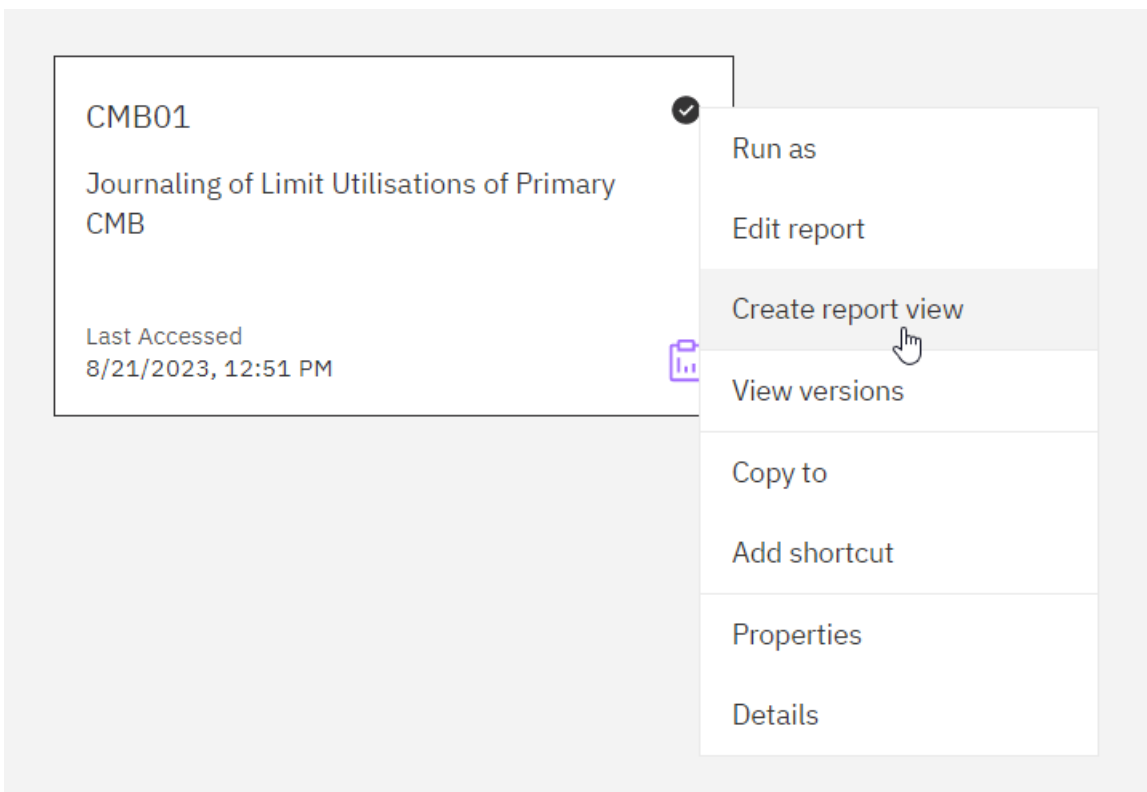 CMB01
Journaling of Limit Utilisations of Primary
CMB
Last Accessed
8/21/2023, 12:51 PM
Run as
Edit report
Create report view
View versions
Copy to
Add shortcut
Properties
Details